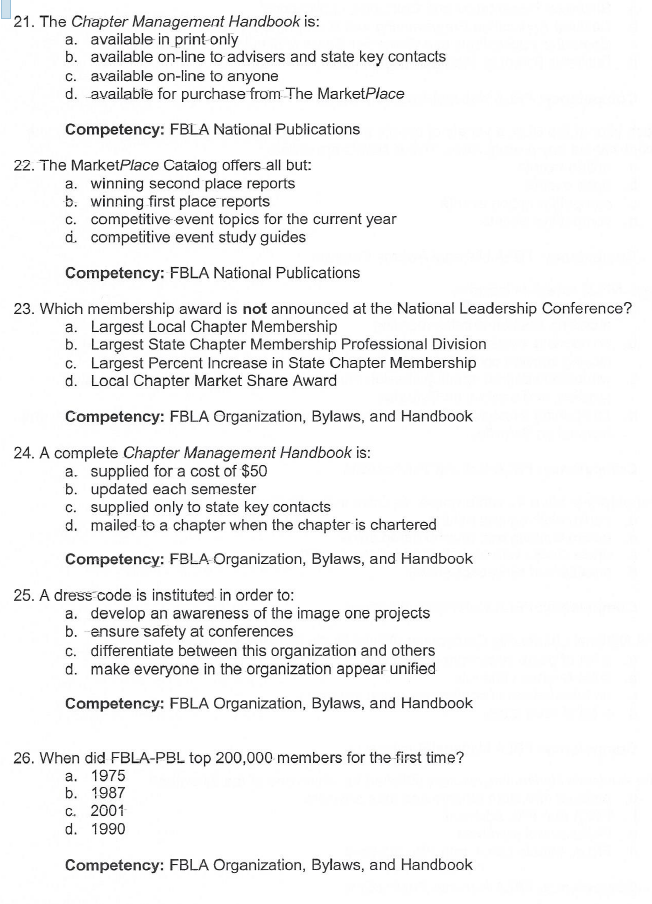 21. The Chapter Management Handbook is:
a. available in print only
b. available on-line to advisers and state key contacts
c. available on-line to anyone
d. available for purchase from The MarketPlace
Competency: FBLA National Publications
22. The MarketPlace Catalog offers all but:
a. winning second place reports
b. winning first place reports
c. competitive event topics for the current year
d. competitive event study guides
Competency: FBLA National Publications
23. Which membership award is not announced at the National Leadership Conference?
a. Largest Local Chapter Membership
b. Largest State Chapter Membership Professional Division
c. Largest Percent Increase in State Chapter Membership
d. Local Chapter Market Share Award
Competency: FBLA Organization, Bylaws, and Handbook
24. A complete Chapter Management Handbook is:
a. supplied for a cost of $50
b. updated each semester
c. supplied only to state key contacts
d. mailed to a chapter when the chapter is chartered
Competency: FBLA Organization, Bylaws, and Handbook
25. A dress code is instituted in order to:
a. develop an awareness of the image one projects
b. ensure safety at conferences
c. differentiate between this organization and others
d. make everyone in the organization appear unified
Competency: FBLA Organization, Bylaws, and Handbook
26. When did FBLA-PBL top 200,000 members for the first time?
a. 1975
b. 1987
c. 2001
d. 1990
Competency: FBLA Organization, Bylaws, and Handbook